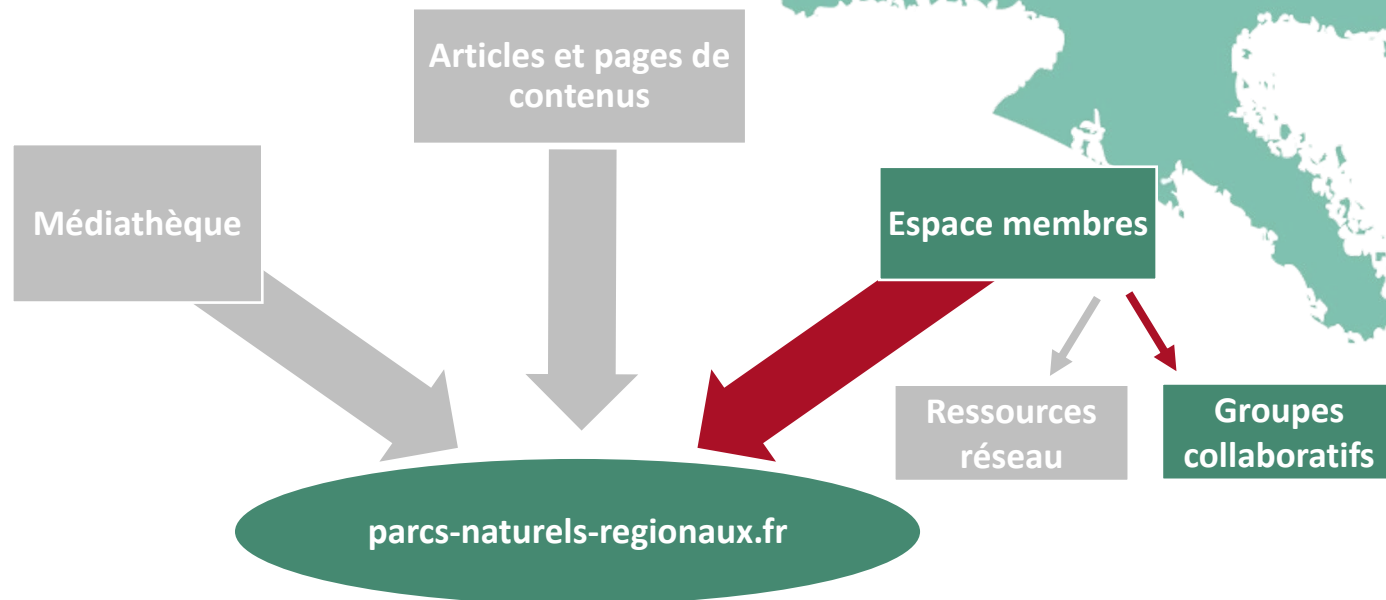 Articles et pages de
contenus
Médiathèque
Espace membres
Ressources
réseau
Groupes
collaboratifs
parcs-naturels-regionaux.fr